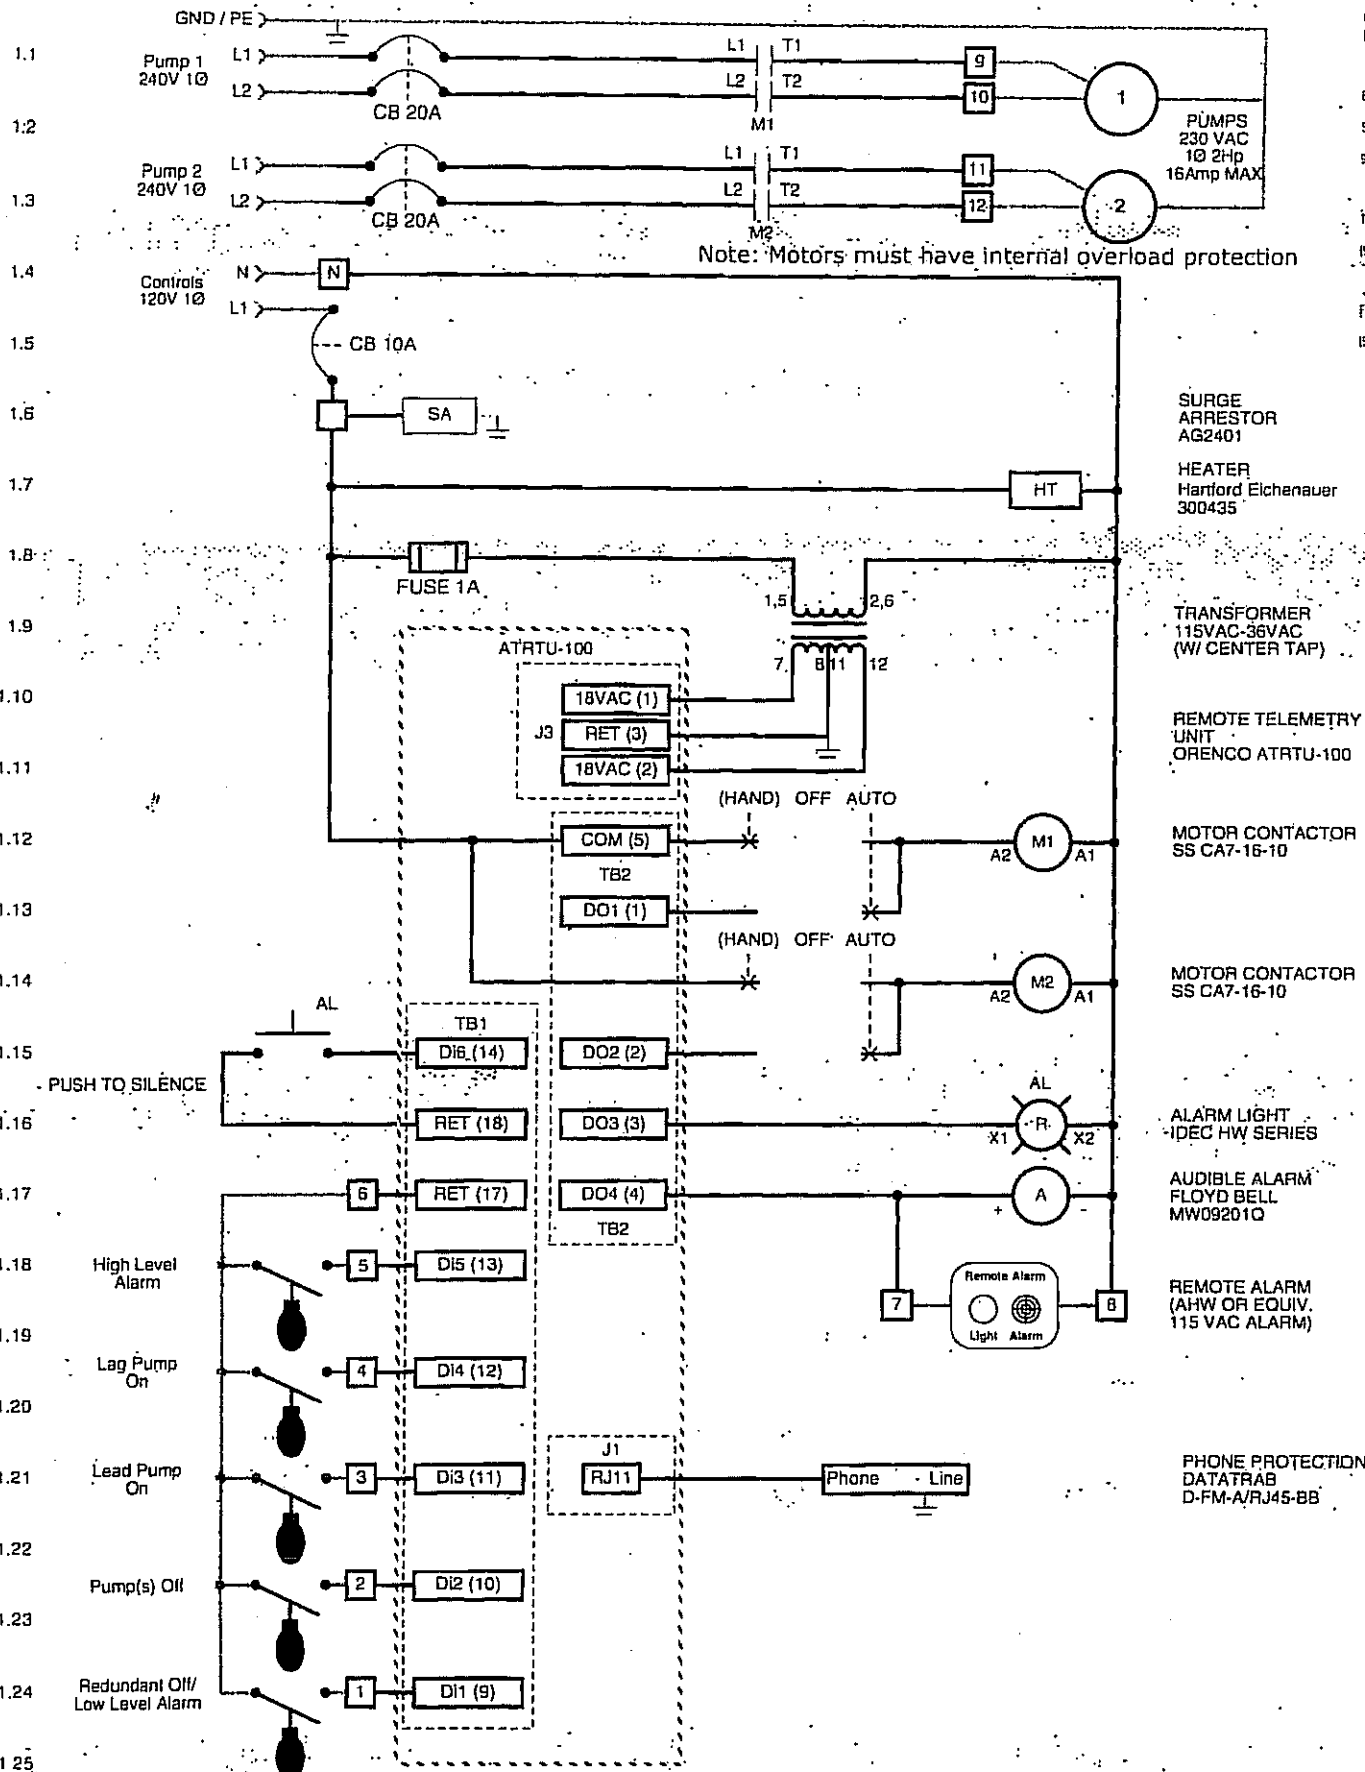 GND / PE
1.1
Pump 1
240V 1Ø
L1
L2
CB 20A
L1 T1
L2 T2
M1
9
10
1
1.2
PUMPS
230 VAC
1Ø 2Hp
16Amp MAX
Pump 2
240V 1Ø
L1
L2
CB 20A
L1 T1
L2 T2
M2
11
12
2
1.3
Note: Motors must have internal overload protection
1.4
Controls
120V 1Ø
N
N
L1
1.5
CB 10A
1.6
SA
SURGE
ARRESTOR
AG2401
1.7
HT
HEATER
Hartford Eichenauer
300435
1.8
FUSE 1A
1,5
2,6
1.9
TRANSFORMER
115VAC-36VAC
(W/ CENTER TAP)
ATRTU-100
7
8 11
12
1.10
18VAC (1)
J3
RET (3)
18VAC (2)
REMOTE TELEMETRY
UNIT
ORENCO ATRTU-100
1.11
(HAND) OFF AUTO
1.12
COM (5)
TB2
A2
M1
A1
MOTOR CONTACTOR
SS CA7-16-10
1.13
DO1 (1)
(HAND) OFF AUTO
1.14
A2
M2
A1
MOTOR CONTACTOR
SS CA7-16-10
AL
TB1
1.15
Di6 (14)
DO2 (2)
PUSH TO SILENCE
AL
1.16
RET (18)
DO3 (3)
X1
R
X2
ALARM LIGHT
IDEC HW SERIES
1.17
6
RET (17)
DO4 (4)
TB2
+
A
-
AUDIBLE ALARM
FLOYD BELL
MW09201Q
1.18
High Level
Alarm
5
Di5 (13)
7
Remote Alarm
Light Alarm
8
REMOTE ALARM
(AHW OR EQUIV.
115 VAC ALARM)
1.19
Lag Pump
On
4
Di4 (12)
1.20
J1
1.21
Lead Pump
On
3
Di3 (11)
RJ11
Phone - Line
PHONE PROTECTION
DATATRAB
D-FM-A/RJ45-BB
1.22
Pump(s) Off
2
Di2 (10)
1.23
1.24
Redundant Off/
Low Level Alarm
1
Di1 (9)
1.25